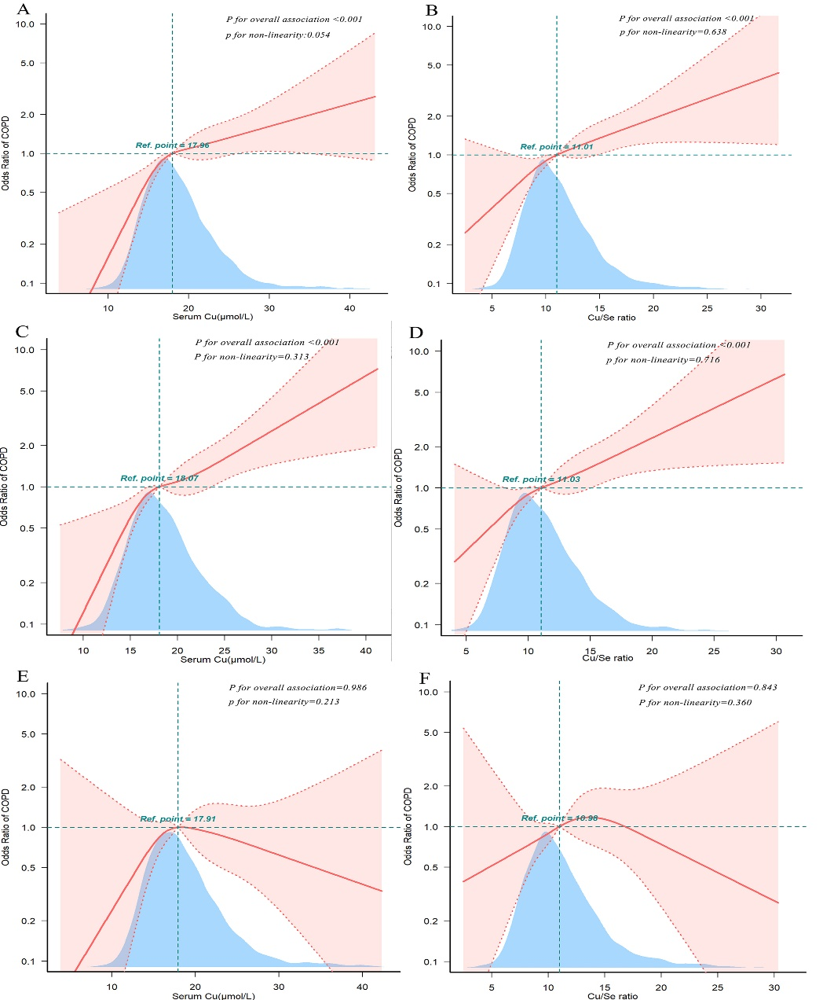 A
P for overall association <0.001
p for non-linearity:0.054
10.0
5.0
2.0
1.0
0.5
0.2
0.1
Odds Ratio of COPD
Ref. point = 17.96
10 20 30 40
Serum Cu(μmol/L)
B
P for overall association <0.001
p for non-linearity=0.638
10.0
5.0
2.0
1.0
0.5
0.2
0.1
Odds Ratio of COPD
Ref. point = 11.01
5 10 15 20 25 30
Cu/Se ratio
C
P for overall association <0.001
P for non-linearity=0.313
10.0
5.0
2.0
1.0
0.5
0.2
0.1
Odds Ratio of COPD
Ref. point = 18.07
10 15 20 25 30 35 40
Serum Cu(μmol/L)
D
P for overall association <0.001
p for non-linearity=0.716
10.0
5.0
2.0
1.0
0.5
0.2
0.1
Odds Ratio of COPD
Ref. point = 11.03
5 10 15 20 25 30
Cu/Se ratio
E
P for overall association=0.986
p for non-linearity=0.213
10.0
5.0
2.0
1.0
0.5
0.2
0.1
Odds Ratio of COPD
Ref. point = 17.91
10 20 30 40
Serum Cu(μmol/L)
F
P for overall association=0.843
P for non-linearity=0.360
10.0
5.0
2.0
1.0
0.5
0.2
0.1
Odds Ratio of COPD
Ref. point = 10.98
5 10 15 20 25 30
Cu/Se ratio